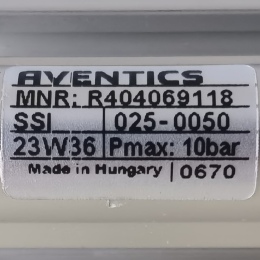 AVENTICS
MNR: R404069118
SSI 025-0050
23W36 Pmax: 10bar
Made in Hungary 0670